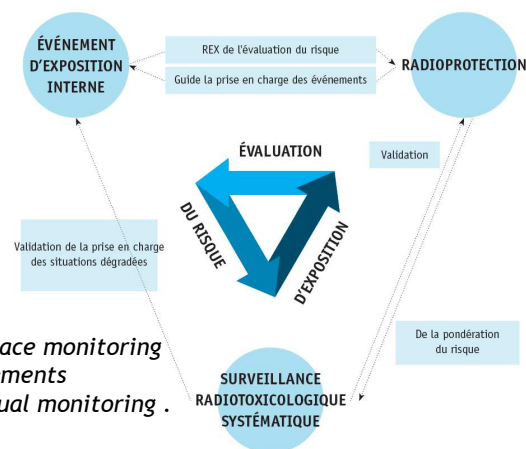 ÉVÉNEMENT
D'EXPOSITION
INTERNE
REX de l'évaluation du risque
Guide la prise en charge des événements
RADIOPROTECTION
Validation
ÉVALUATION
DU RISQUE
D'EXPOSITION
Validation de la prise en charge
des situations dégradées
De la pondération
du risque
ace monitoring
ements
ual monitoring .
SURVEILLANCE
RADIOTOXICOLOGIQUE
SYSTÉMATIQUE